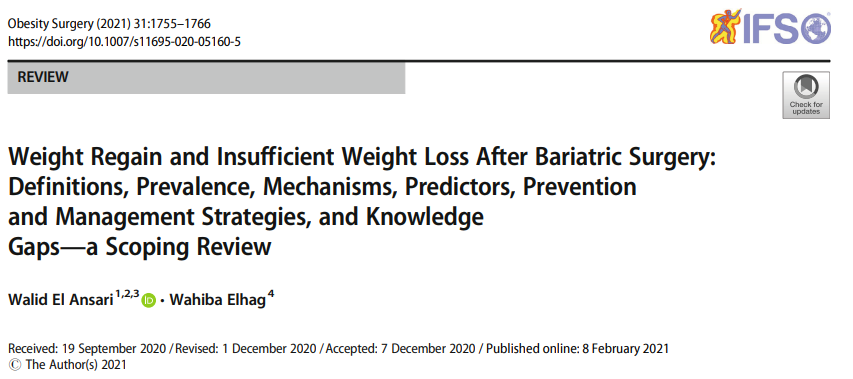 Obesity Surgery (2021) 31:1755–1766
https://doi.org/10.1007/s11695-020-05160-5
IFSO
REVIEW
Check for
updates
Weight Regain and Insufficient Weight Loss After Bariatric Surgery:
Definitions, Prevalence, Mechanisms, Predictors, Prevention
and Management Strategies, and Knowledge
Gaps—a Scoping Review
Walid El Ansari 1,2,3 iD · Wahiba Elhag 4
Received: 19 September 2020 / Revised: 1 December 2020 / Accepted: 7 December 2020 / Published online: 8 February 2021
© The Author(s) 2021